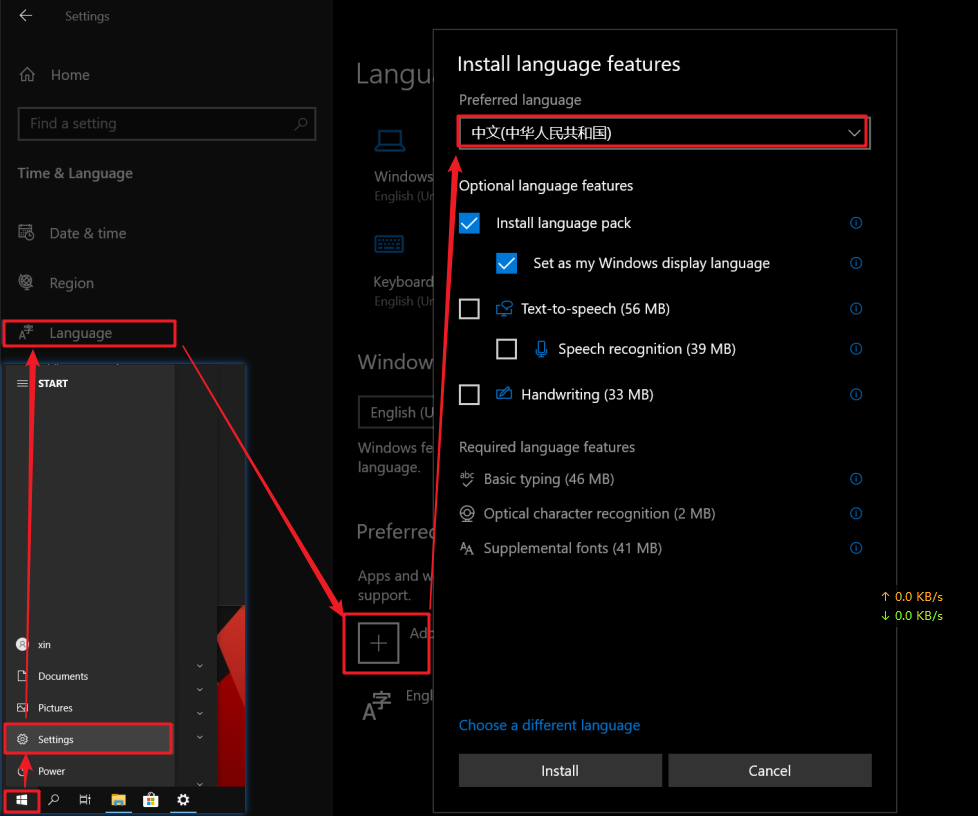 Settings
Home
Find a setting
Time & Language
Date & time
Region
Language
START
xin
Documents
Pictures
Settings
Power
Langu
Windows
English (Un
Keyboard
English (Un
Window
English (U
Windows fe
language.
Preferred
Apps and w
support.
Add
Engl
字
A
Install language features
Preferred language
中文(中华人民共和国)
Optional language features
Install language pack
Set as my Windows display language
Text-to-speech (56 MB)
Speech recognition (39 MB)
Handwriting (33 MB)
Required language features
abc
Basic typing (46 MB)
Optical character recognition (2 MB)
Supplemental fonts (41 MB)
Choose a different language
Install
Cancel
↑ 0.0 KB/s
↓ 0.0 KB/s